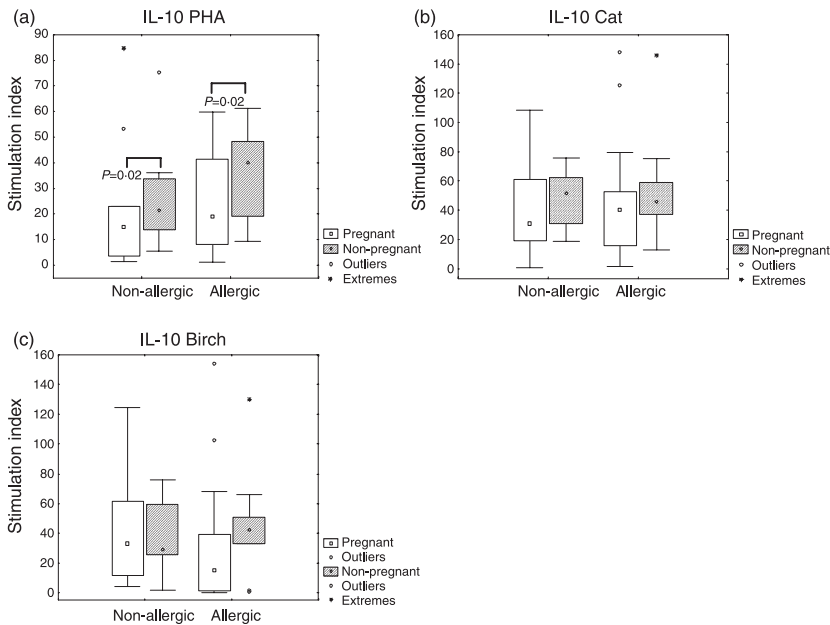 (a)
IL-10 PHA
Stimulation index
90
80
70
60
50
40
30
20
10
0
P=0·02
P=0·02
Non-allergic
Allergic
Pregnant
Non-pregnant
Outliers
Extremes
(b)
IL-10 Cat
Stimulation index
160
140
120
100
80
60
40
20
0
Non-allergic
Allergic
Pregnant
Non-pregnant
Outliers
Extremes
(c)
IL-10 Birch
Stimulation index
160
140
120
100
80
60
40
20
0
Non-allergic
Allergic
Pregnant
Outliers
Non-pregnant
Outliers
Extremes